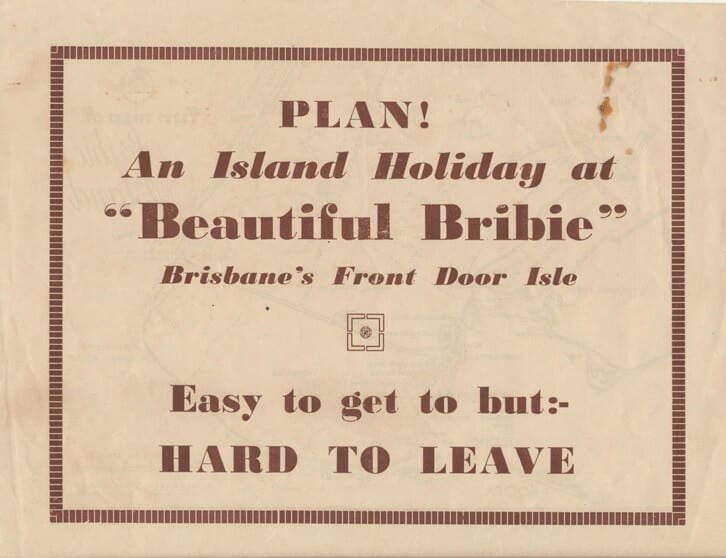 PLAN!
An Island Holiday at
"Beautiful Bribie"
Brisbane's Front Door Isle
Easy to get to but:-
HARD TO LEAVE